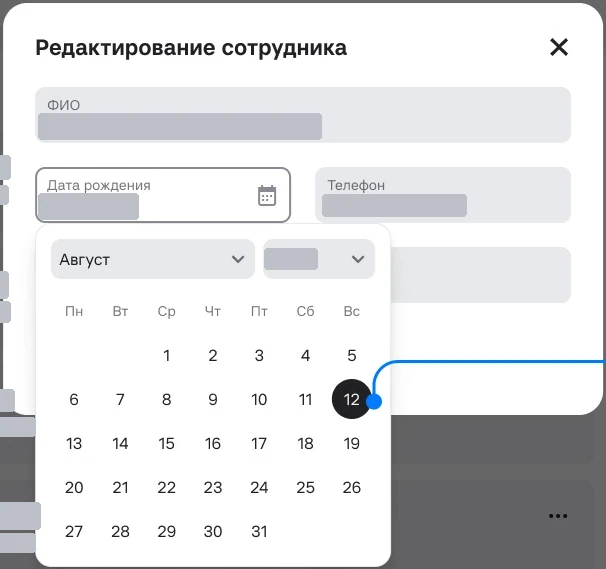 Редактирование сотрудника
ФИО
Дата рождения
Телефон
Август
Пн Вт Ср Чт Пт Сб Вс
1 2 3 4 5
6 7 8 9 10 11 12
13 14 15 16 17 18 19
20 21 22 23 24 25 26
27 28 29 30 31